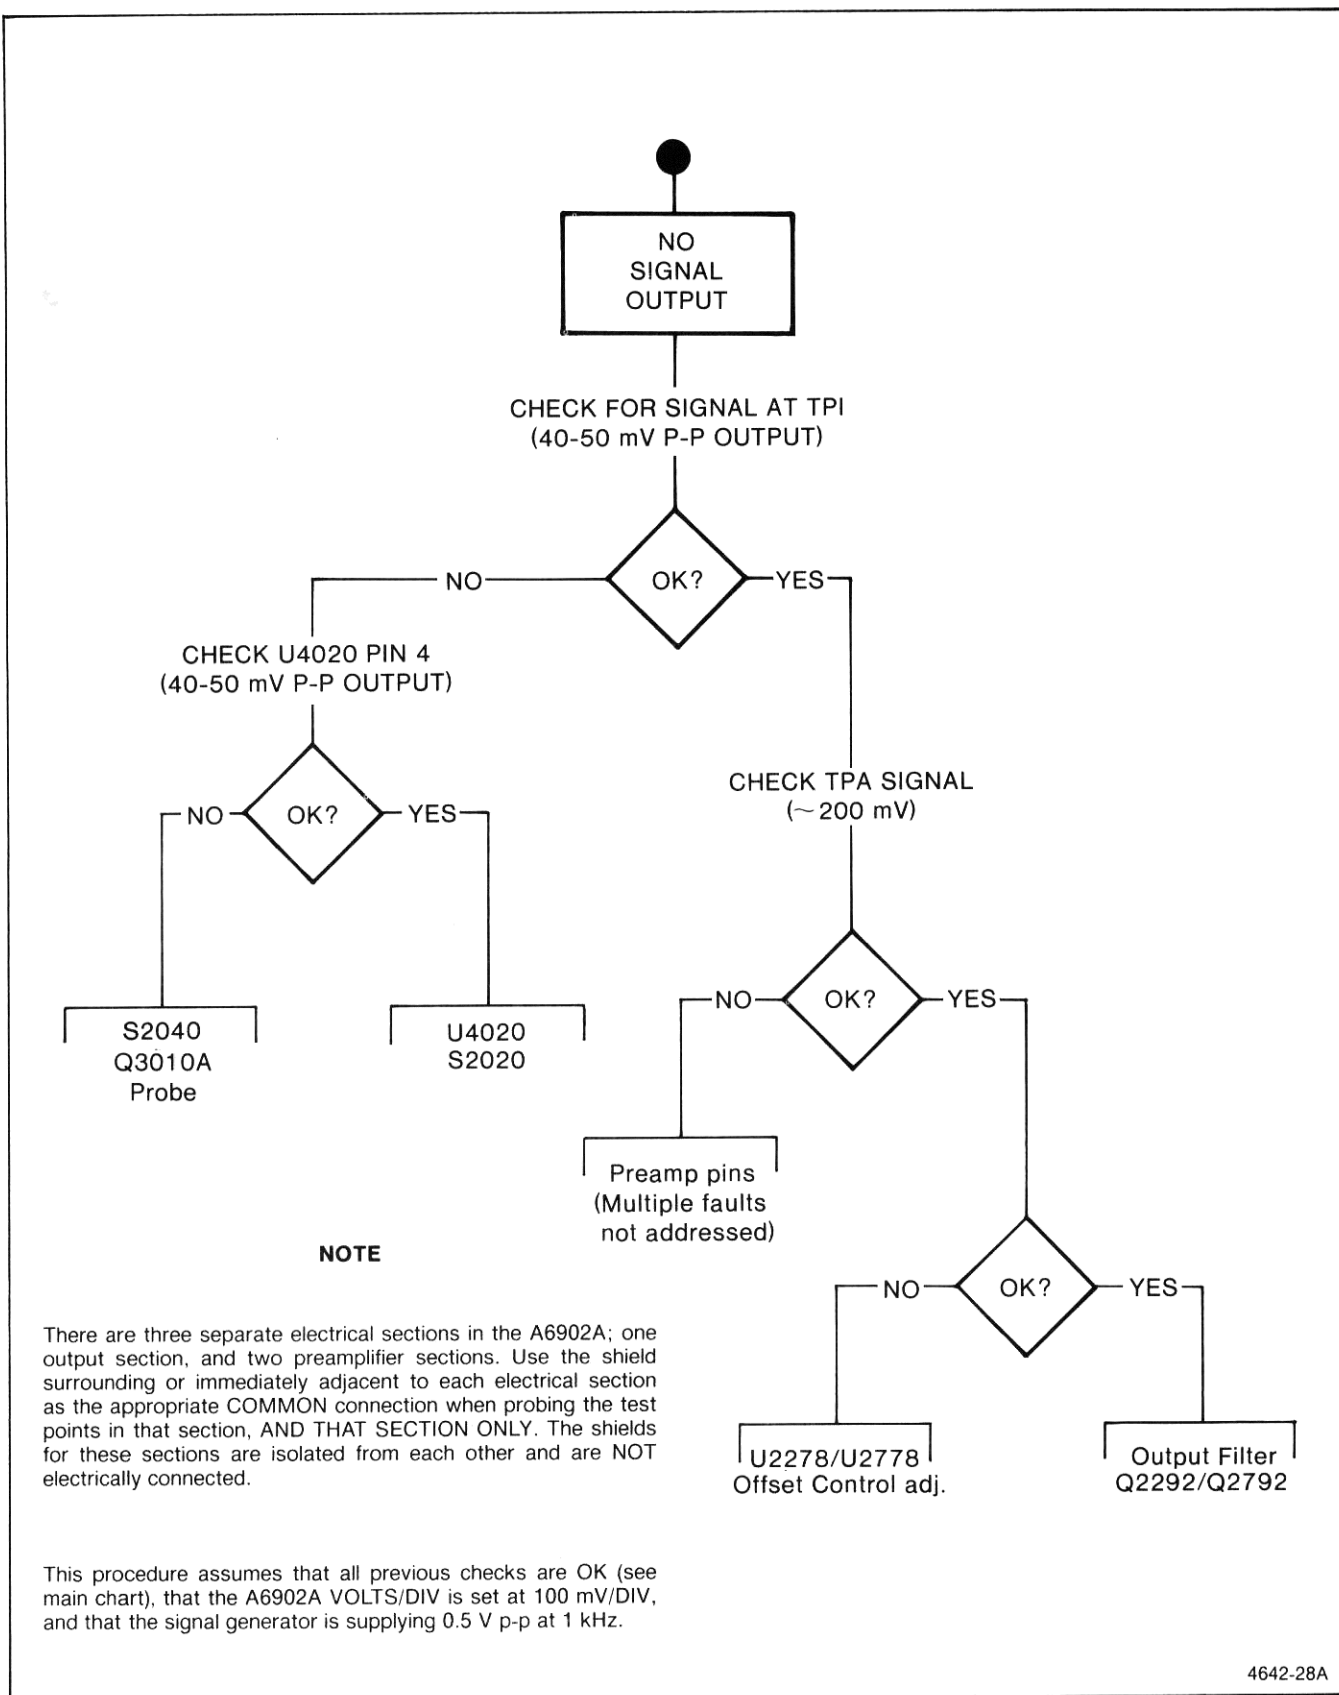 NO
SIGNAL
OUTPUT
CHECK FOR SIGNAL AT TPI
(40-50 mV P-P OUTPUT)
NO
OK?
YES
CHECK U4020 PIN 4
(40-50 mV P-P OUTPUT)
NO
OK?
YES
CHECK TPA SIGNAL
(~200 mV)
NO
OK?
YES
S2040
Q3010A
Probe
U4020
S2020
Preamp pins
(Multiple faults
not addressed)
NO
OK?
YES
U2278/U2778
Offset Control adj.
Output Filter
Q2292/Q2792
NOTE
There are three separate electrical sections in the A6902A; one
output section, and two preamplifier sections. Use the shield
surrounding or immediately adjacent to each electrical section
as the appropriate COMMON connection when probing the test
points in that section, AND THAT SECTION ONLY. The shields
for these sections are isolated from each other and are NOT
electrically connected.
This procedure assumes that all previous checks are OK (see
main chart), that the A6902A VOLTS/DIV is set at 100 mV/DIV,
and that the signal generator is supplying 0.5 V p-p at 1 kHz.
4642-28A